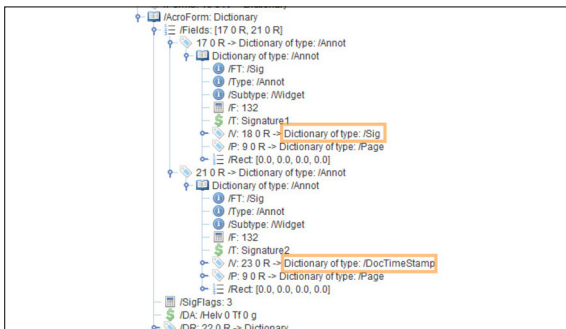 /AcroForm: Dictionary
/Fields: [17 0 R, 21 0 R]
17 0 R -> Dictionary of type: /Annot
Dictionary of type: /Annot
/FT: /Sig
/Type: /Annot
/Subtype: /Widget
/F: 132
/T: Signature1
/V: 18 0 R -> Dictionary of type: /Sig
/P: 9 0 R -> Dictionary of type: /Page
/Rect: [0.0, 0.0, 0.0, 0.0]
21 0 R -> Dictionary of type: /Annot
Dictionary of type: /Annot
/FT: /Sig
/Type: /Annot
/Subtype: /Widget
/F: 132
/T: Signature2
/V: 23 0 R -> Dictionary of type: /DocTimeStamp
/P: 9 0 R -> Dictionary of type: /Page
/Rect: [0.0, 0.0, 0.0, 0.0]
/SigFlags: 3
/DA: /Helv 0 Tf 0 g
/DR: 22 0 R -> Dictionary